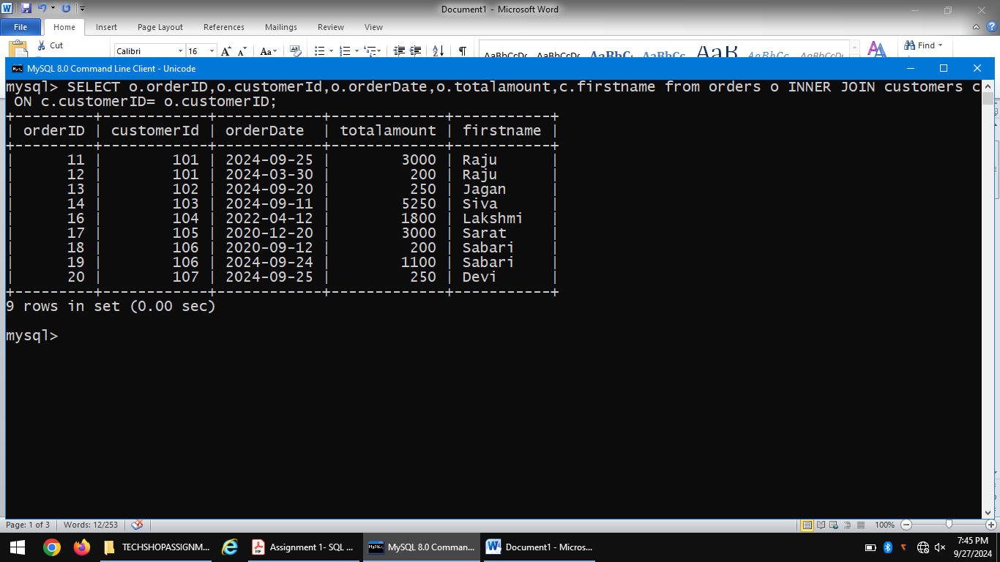 Document1 - Microsoft Word
File Home Insert Page Layout References Mailings Review View
Cut Calibri 16 Aa Find
AaBbCcDc AaBbCcDc AaBbCc AaBbCc AaB AaBbCc. AaBbCcDc
MySQL 8.0 Command Line Client - Unicode
mysql> SELECT o.orderID,o.customerId,o.orderDate,o.totalamount,c.firstname from orders o INNER JOIN customers c
ON c.customerID= o.customerID;
+---------+------------+------------+-------------+-----------+
| orderID | customerId | orderDate  | totalamount | firstname |
+---------+------------+------------+-------------+-----------+
|      11 |        101 | 2024-09-25 |        3000 | Raju      |
|      12 |        101 | 2024-03-30 |         200 | Raju      |
|      13 |        102 | 2024-09-20 |         250 | Jagan     |
|      14 |        103 | 2024-09-11 |        5250 | Siva      |
|      16 |        104 | 2022-04-12 |        1800 | Lakshmi   |
|      17 |        105 | 2020-12-20 |        3000 | Sarat     |
|      18 |        106 | 2020-09-12 |         200 | Sabari    |
|      19 |        106 | 2024-09-24 |        1100 | Sabari    |
|      20 |        107 | 2024-09-25 |         250 | Devi      |
+---------+------------+------------+-------------+-----------+
9 rows in set (0.00 sec)
mysql>
Page: 1 of 3 Words: 12/253 100%
TECHSHOPASSIGNM... Assignment 1- SQL ... MySQL 8.0 Comman... Document1 - Micros... 7:45 PM
9/27/2024